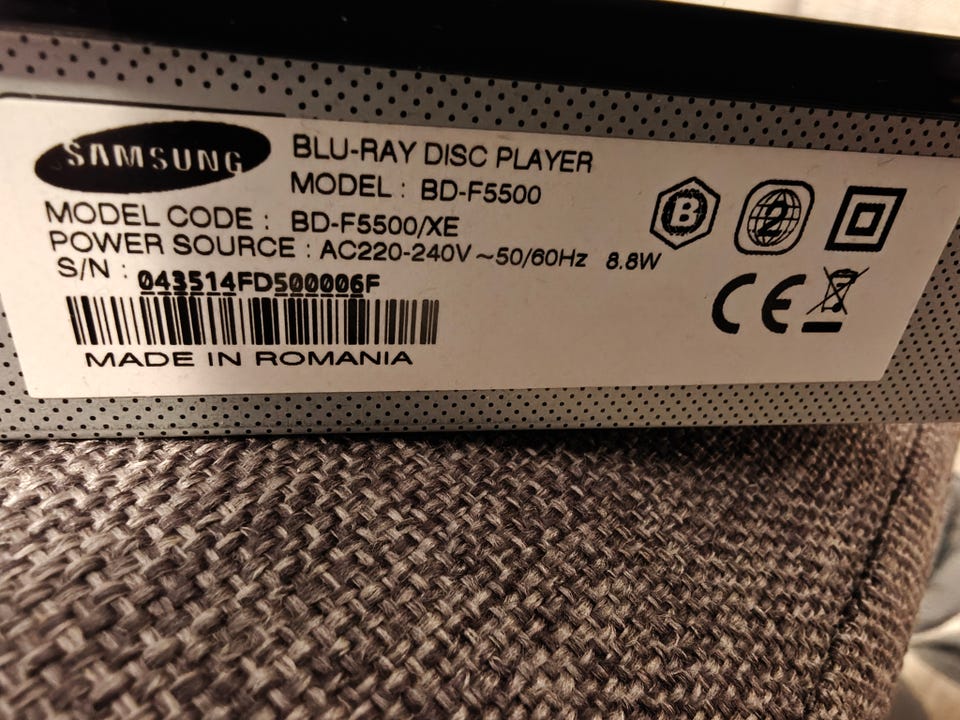 SAMSUNG
BLU-RAY DISC PLAYER
MODEL : BD-F5500
MODEL CODE : BD-F5500/XE
POWER SOURCE : AC220-240V ~ 50/60Hz 8.8W
S/N : 043514FD500006F
MADE IN ROMANIA
B
2
CE